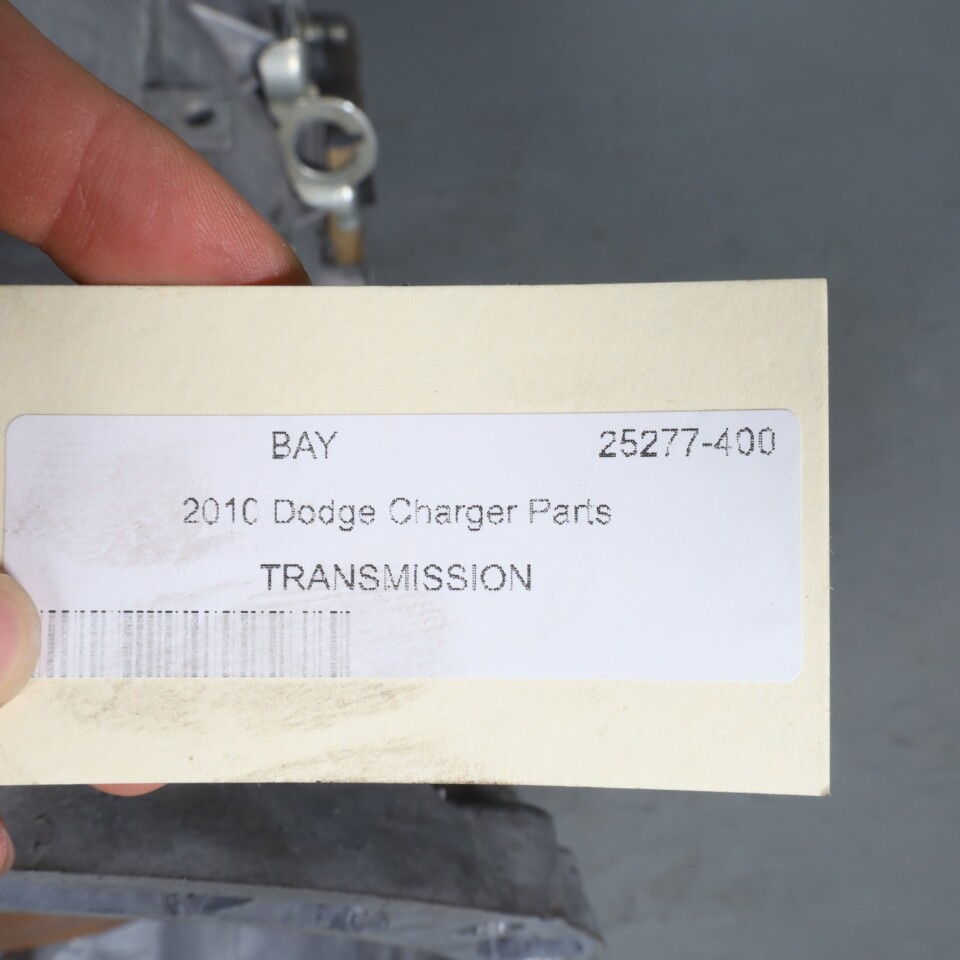 BAY 25277-400
2010 Dodge Charger Parts
TRANSMISSION